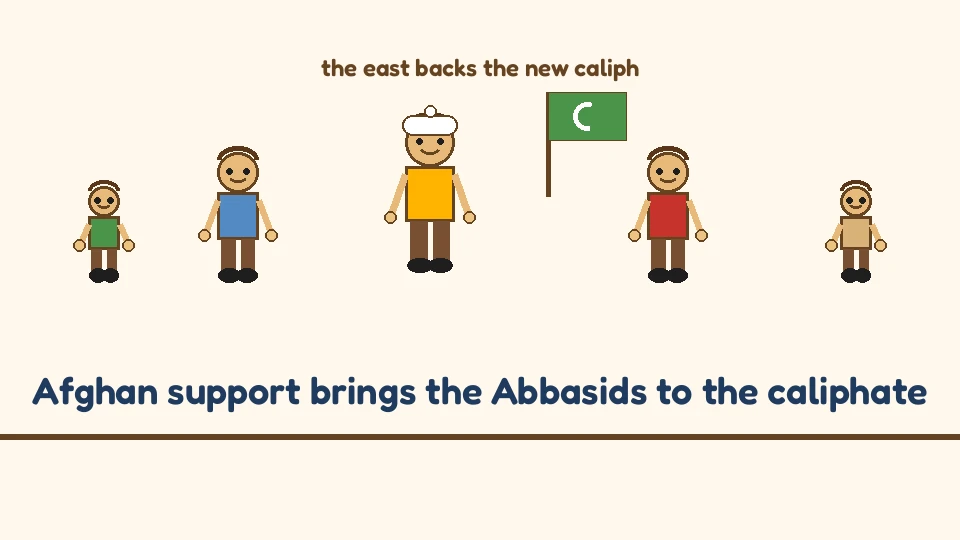 the east backs the new caliph
Afghan support brings the Abbasids to the caliphate